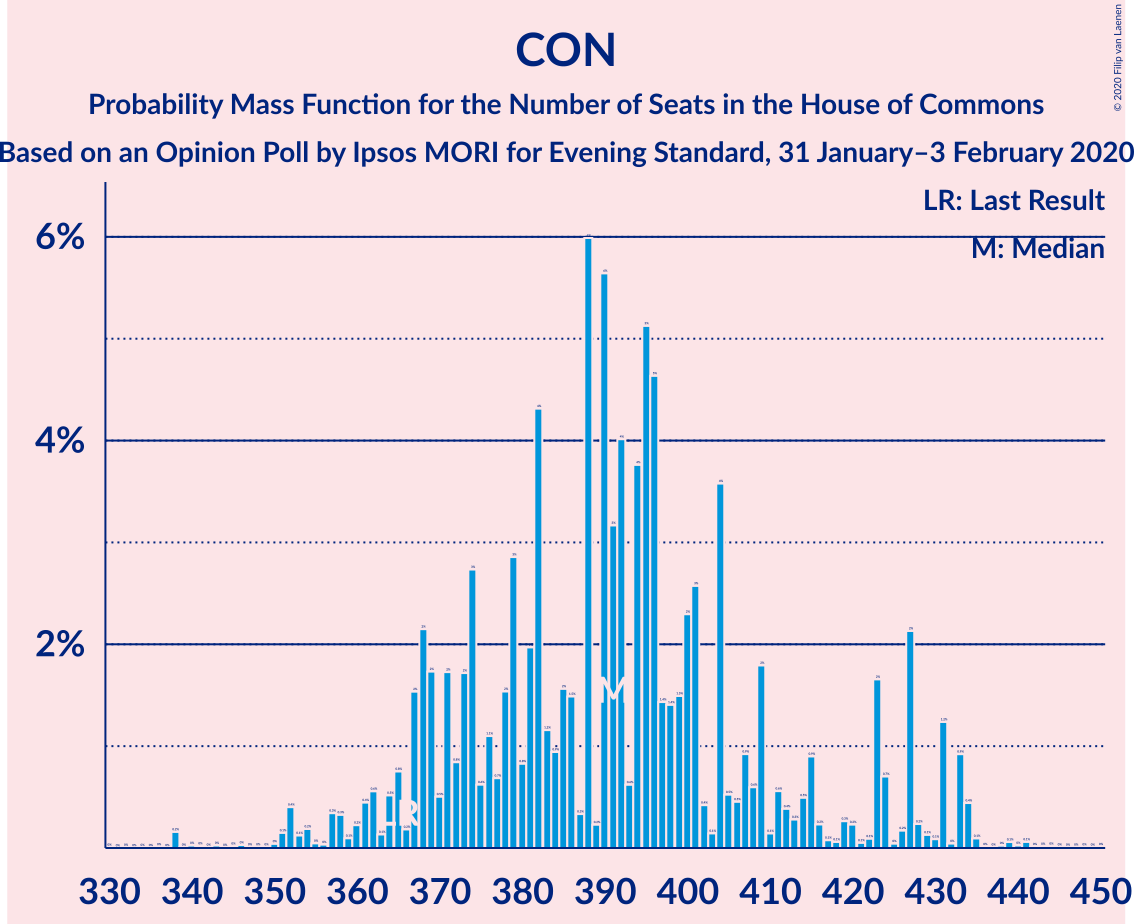 CON
© 2020 Filip van Laenen
Probability Mass Function for the Number of Seats in the House of Commons
Based on an Opinion Poll by Ipsos MORI for Evening Standard, 31 January–3 February 2020
LR: Last Result
M: Median
6%
4%
2%
M
LR
330 340 350 360 370 380 390 400 410 420 430 440 450